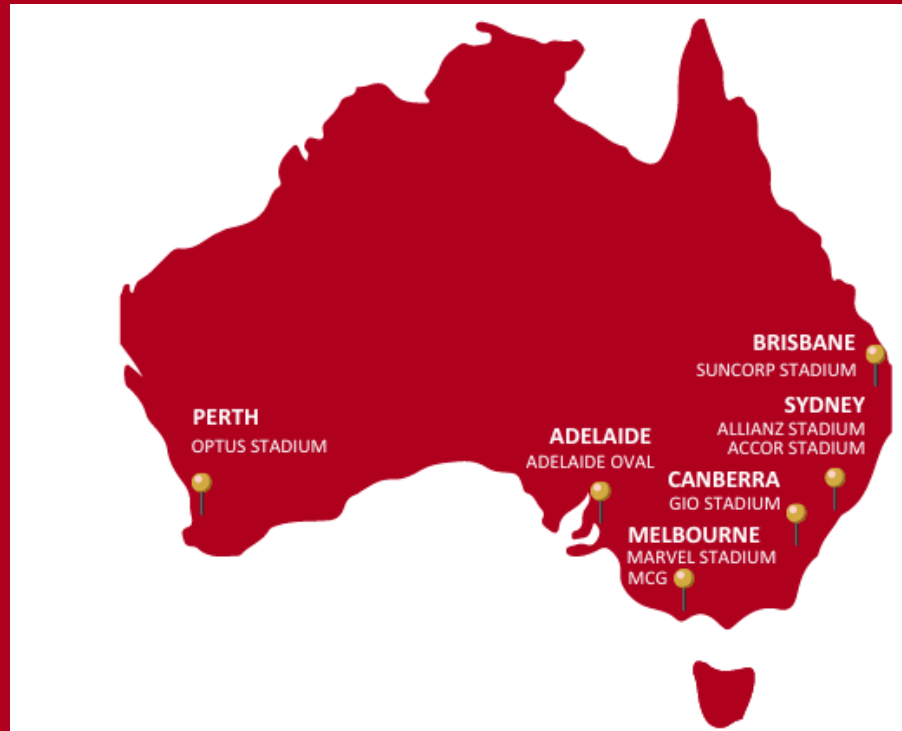 BRISBANE
SUNCORP STADIUM
SYDNEY
ALLIANZ STADIUM
ACCOR STADIUM
PERTH
OPTUS STADIUM
ADELAIDE
ADELAIDE OVAL
CANBERRA
GIO STADIUM
MELBOURNE
MARVEL STADIUM
MCG